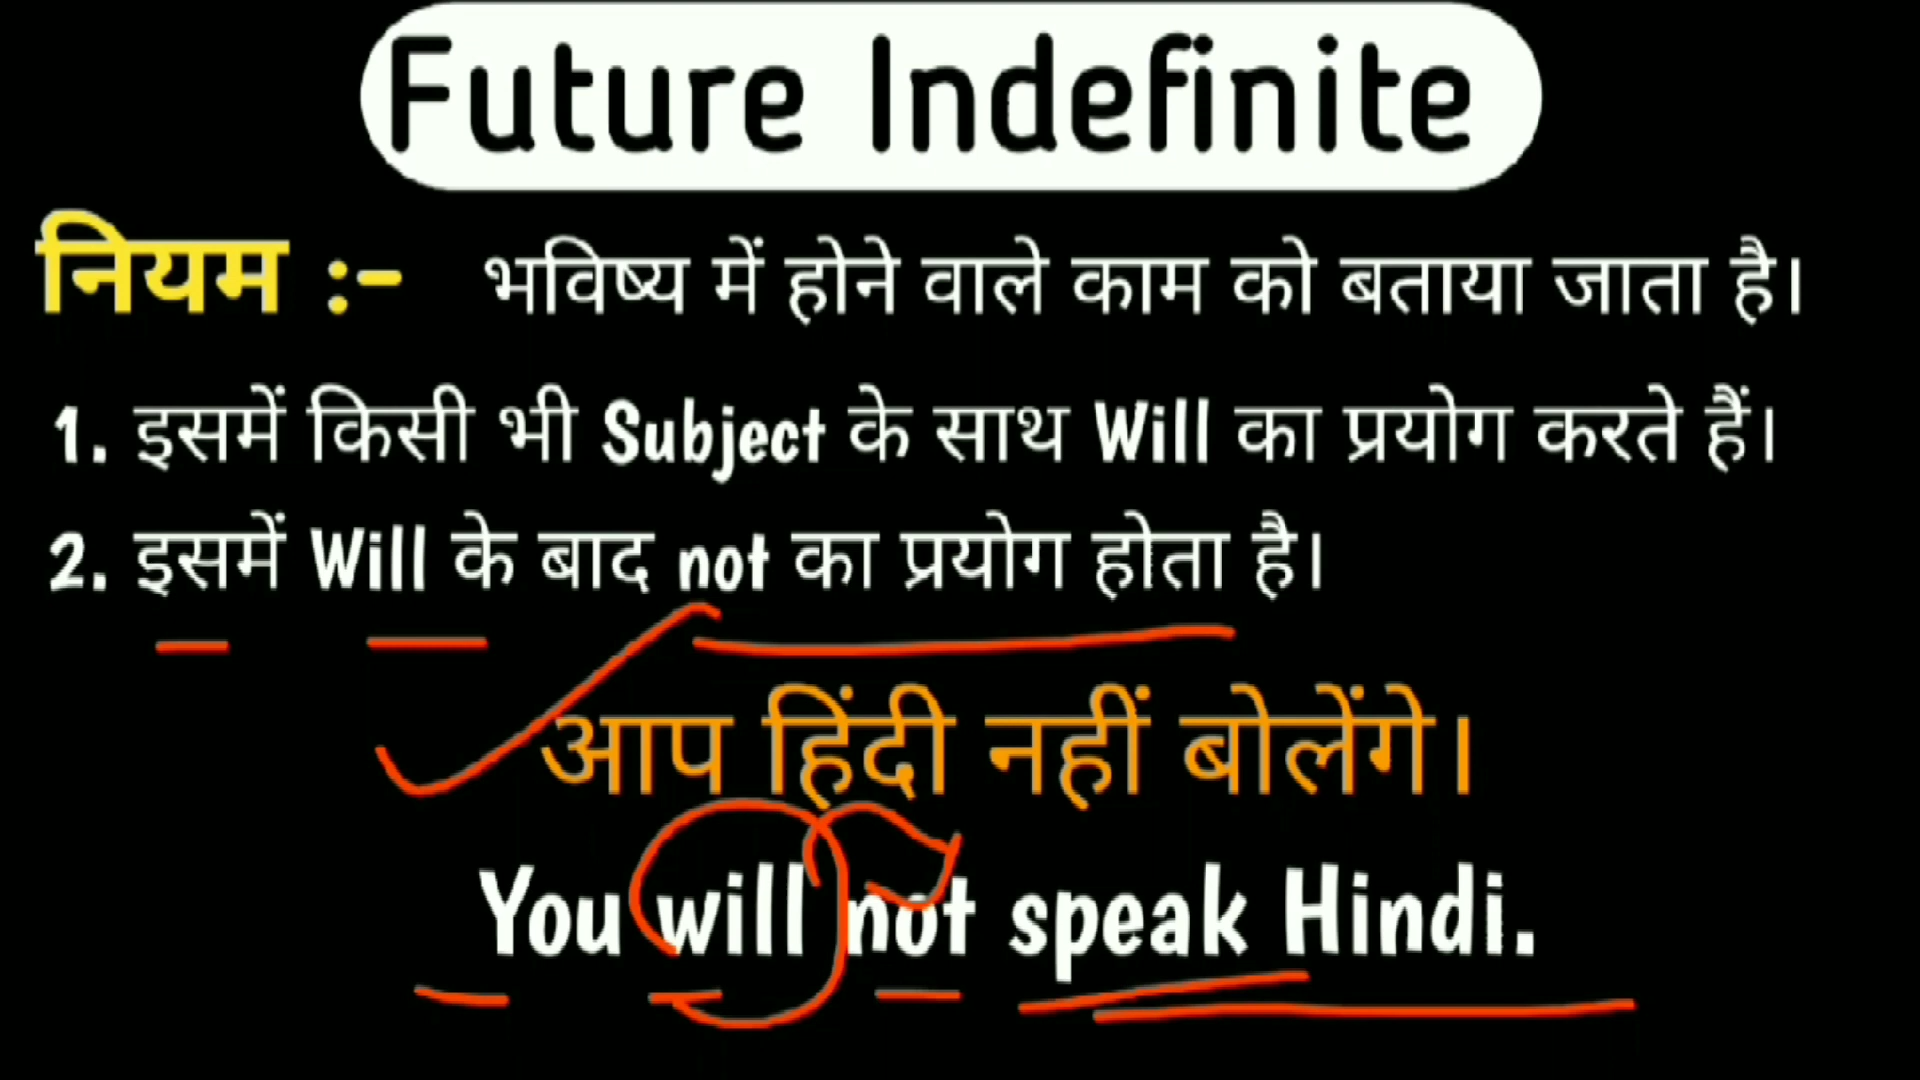 Future Indefinite
नियम :- भविष्य में होने वाले काम को बताया जाता है।
1. इसमें किसी भी Subject के साथ Will का प्रयोग करते हैं।
2. इसमें Will के बाद not का प्रयोग होता है।
आप हिंदी नहीं बोलेंगे।
You will not speak Hindi.